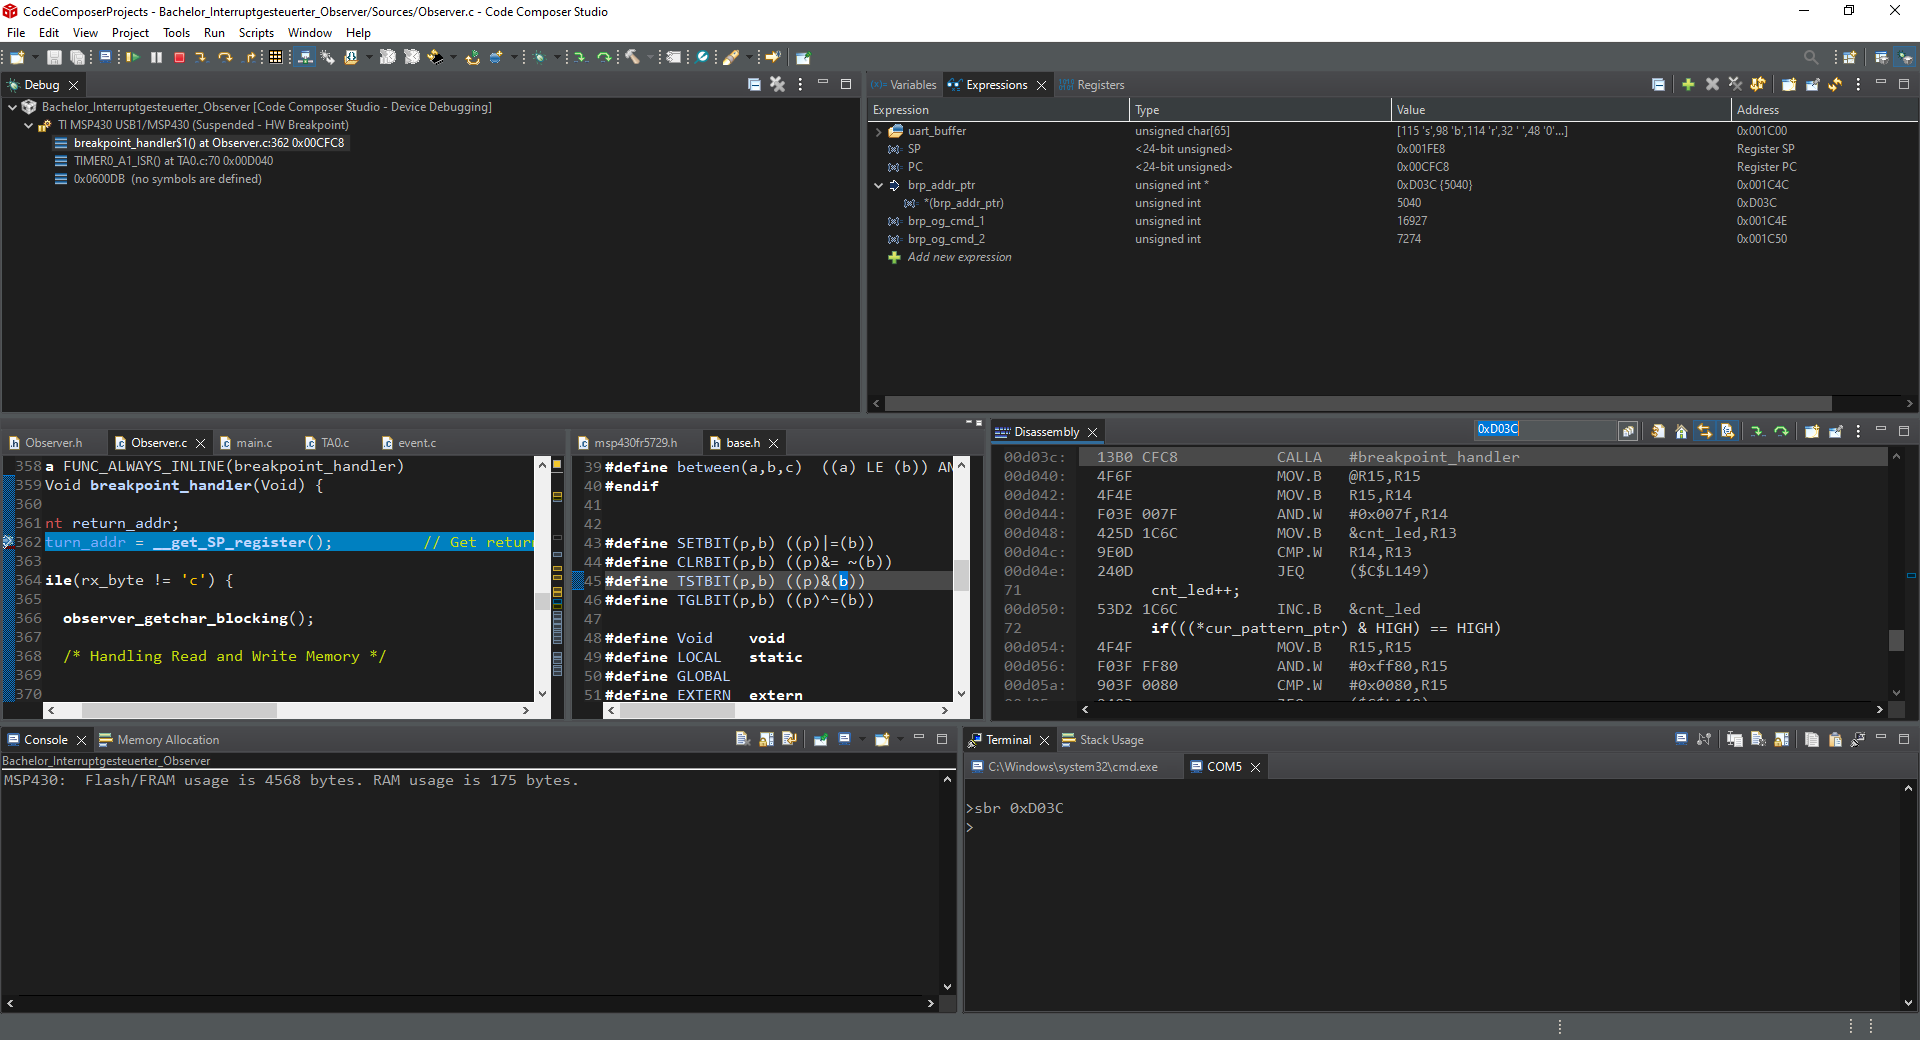 CodeComposerProjects - Bachelor_Interruptgesteuerter_Observer/Sources/Observer.c - Code Composer Studio
File Edit View Project Tools Run Scripts Window Help
Debug
Bachelor_Interruptgesteuerter_Observer [Code Composer Studio - Device Debugging]
TI MSP430 USB1/MSP430 (Suspended - HW Breakpoint)
breakpoint_handler$1() at Observer.c:362 0x00CFC8
TIMER0_A1_ISR() at TA0.c:70 0x00D040
0x0600DB (no symbols are defined)
Variables Expressions Registers
Expression Type Value Address
uart_buffer unsigned char[65] [115 's',98 'b',114 'r',32 ' ',48 '0'...] 0x001C00
SP <24-bit unsigned> 0x001FE8 Register SP
PC <24-bit unsigned> 0x00CFC8 Register PC
brp_addr_ptr unsigned int * 0xD03C {5040} 0x001C4C
*(brp_addr_ptr) unsigned int 5040 0xD03C
brp_og_cmd_1 unsigned int 16927 0x001C4E
brp_og_cmd_2 unsigned int 7274 0x001C50
Add new expression
Observer.h Observer.c main.c TA0.c event.c
358 a FUNC_ALWAYS_INLINE(breakpoint_handler)
359 Void breakpoint_handler(Void) {
360
361 nt return_addr;
362 turn_addr = __get_SP_register(); // Get retur
363
364 ile(rx_byte != 'c') {
365
366 observer_getchar_blocking();
367
368 /* Handling Read and Write Memory */
369
370
msp430fr5729.h base.h
39 #define between(a,b,c) ((a) LE (b)) AN
40 #endif
41
42
43 #define SETBIT(p,b) ((p)|=(b))
44 #define CLRBIT(p,b) ((p)&= ~(b))
45 #define TSTBIT(p,b) ((p)&(b))
46 #define TGLBIT(p,b) ((p)^=(b))
47
48 #define Void void
49 #define LOCAL static
50 #define GLOBAL
51 #define EXTERN extern
Disassembly 0xD03C
00d03c: 13B0 CFC8 CALLA #breakpoint_handler
00d040: 4F6F MOV.B @R15,R15
00d042: 4F4E MOV.B R15,R14
00d044: F03E 007F AND.W #0x007f,R14
00d048: 425D 1C6C MOV.B &cnt_led,R13
00d04c: 9E0D CMP.W R14,R13
00d04e: 240D JEQ ($C$L149)
71 cnt_led++;
00d050: 53D2 1C6C INC.B &cnt_led
72 if(((*cur_pattern_ptr) & HIGH) == HIGH)
00d054: 4F4F MOV.B R15,R15
00d056: F03F FF80 AND.W #0xff80,R15
00d05a: 903F 0080 CMP.W #0x0080,R15
Console Memory Allocation
Bachelor_Interruptgesteuerter_Observer
MSP430: Flash/FRAM usage is 4568 bytes. RAM usage is 175 bytes.
Terminal Stack Usage
C:\Windows\system32\cmd.exe COM5
>sbr 0xD03C
>